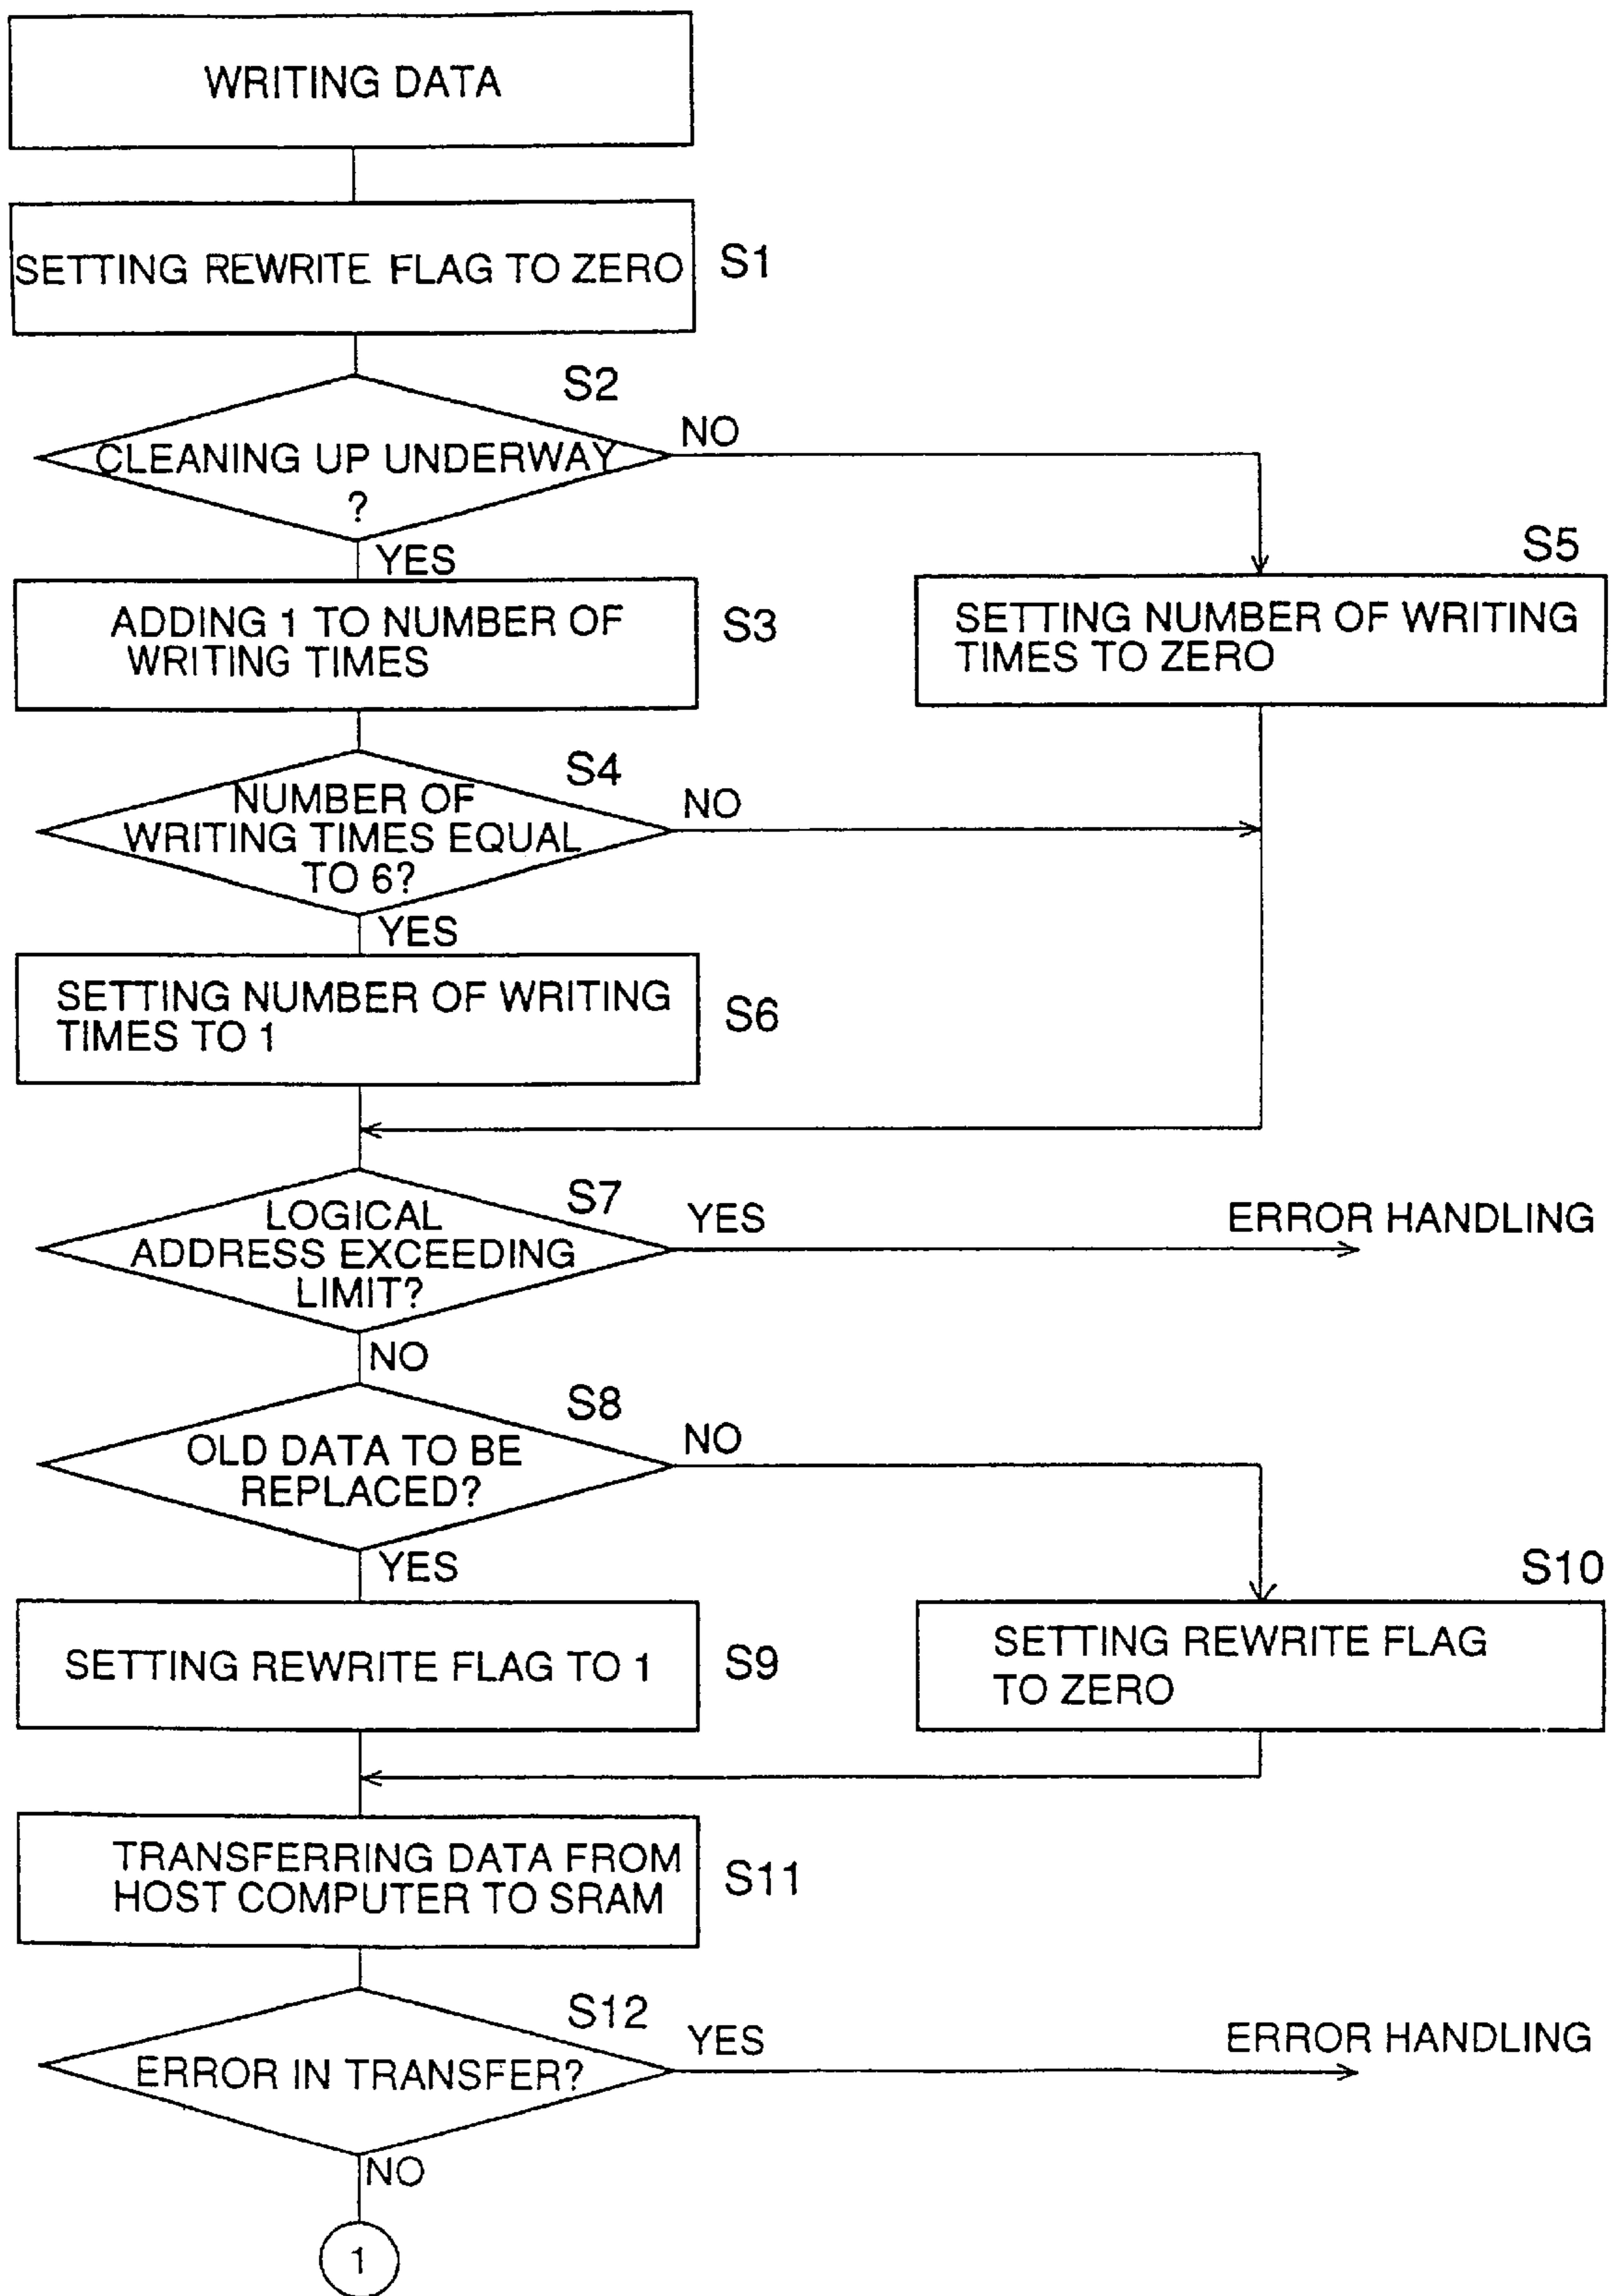 WRITING DATA
SETTING REWRITE FLAG TO ZERO
S1
S2
CLEANING UP UNDERWAY
?
NO
YES
S5
ADDING 1 TO NUMBER OF
WRITING TIMES
S3
SETTING NUMBER OF WRITING
TIMES TO ZERO
S4
NUMBER OF
WRITING TIMES EQUAL
TO 6?
NO
YES
SETTING NUMBER OF WRITING
TIMES TO 1
S6
S7
LOGICAL
ADDRESS EXCEEDING
LIMIT?
YES
ERROR HANDLING
NO
S8
OLD DATA TO BE
REPLACED?
NO
YES
S10
SETTING REWRITE FLAG TO 1
S9
SETTING REWRITE FLAG
TO ZERO
TRANSFERRING DATA FROM
HOST COMPUTER TO SRAM
S11
S12
ERROR IN TRANSFER?
YES
ERROR HANDLING
NO
1